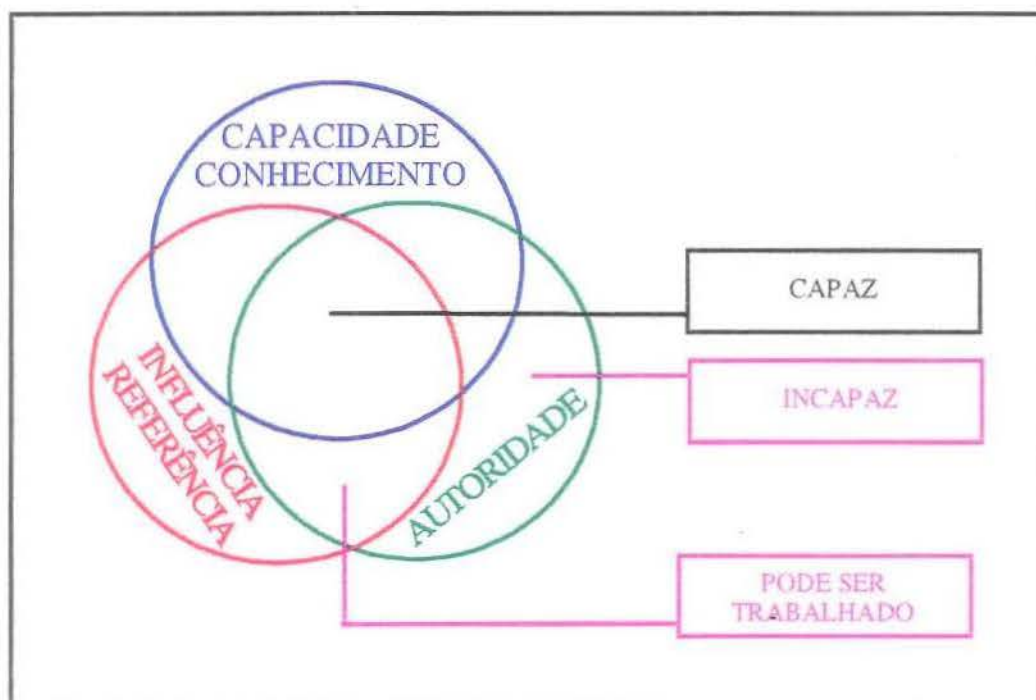 CAPACIDADE
CONHECIMENTO
CAPAZ
INCAPAZ
INFLUÊNCIA
REFERÊNCIA
AUTORIDADE
PODE SER
TRABALHADO